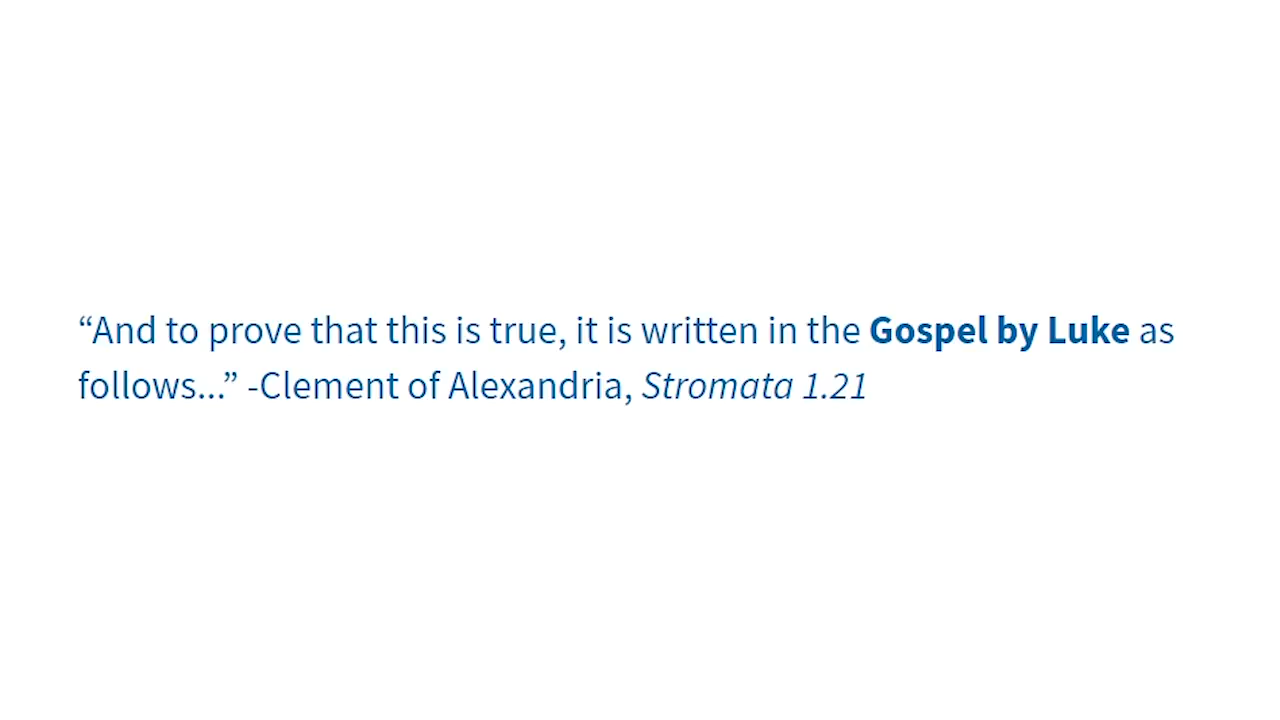 “And to prove that this is true, it is written in the Gospel by Luke as
follows...” -Clement of Alexandria, Stromata 1.21